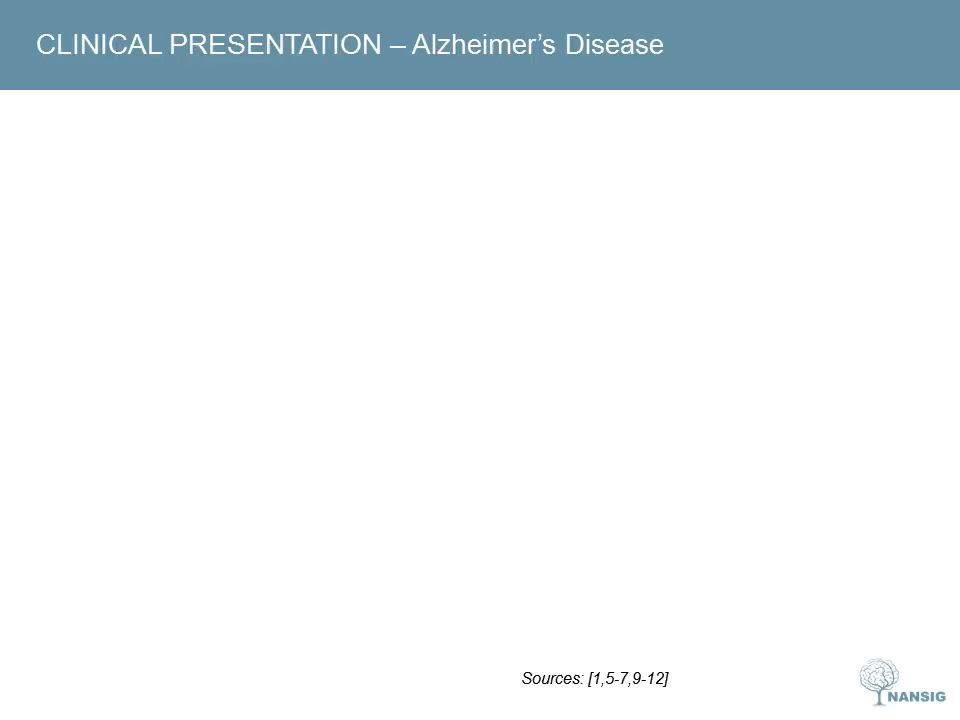 CLINICAL PRESENTATION – Alzheimer’s Disease
Sources: [1,5-7,9-12]
NANSIG